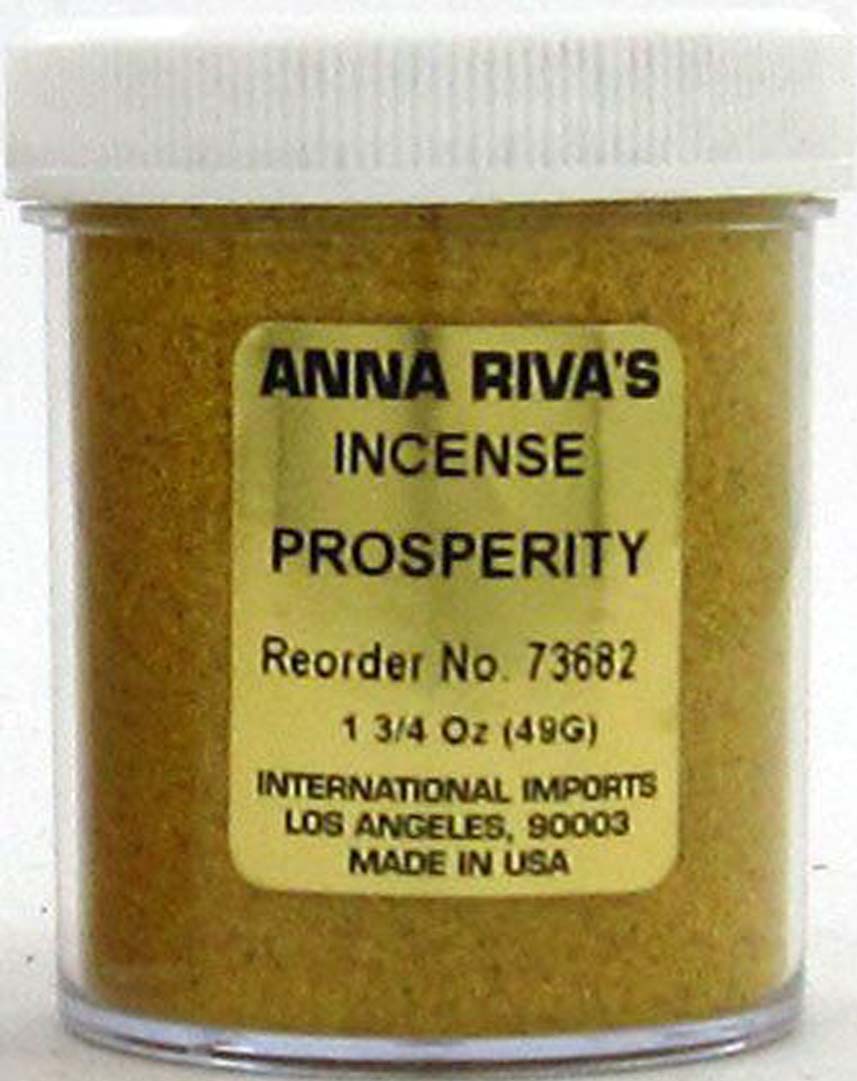 ANNA RIVA'S
INCENSE
PROSPERITY
Reorder No. 73682
1 3/4 Oz (49G)
INTERNATIONAL IMPORTS
LOS ANGELES, 90003
MADE IN USA